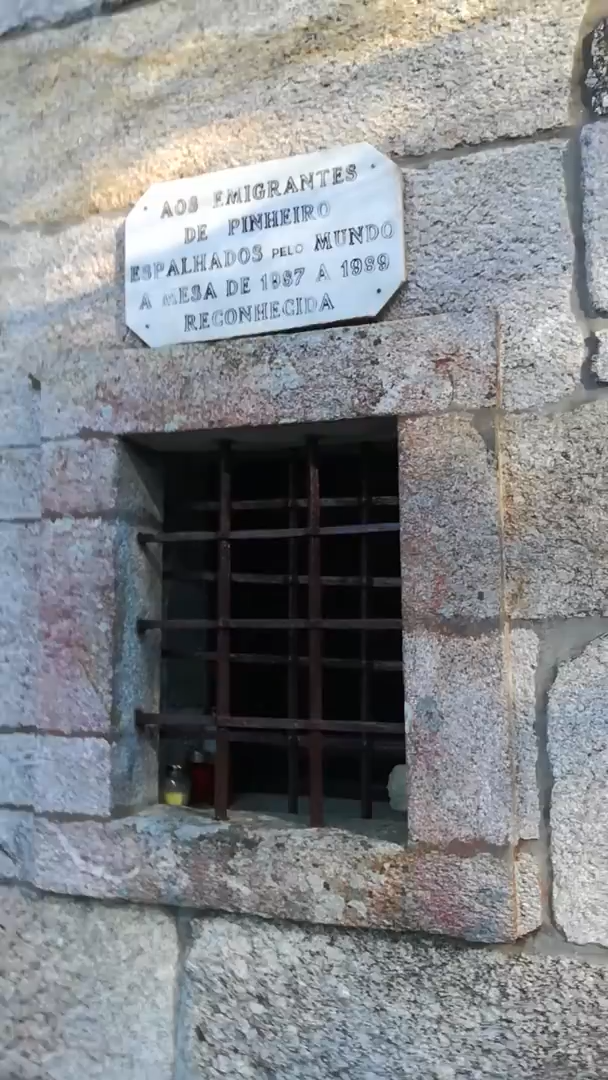 AOS EMIGRANTES
DE PINHEIRO
ESPALHADOS PELO MUNDO
A MESA DE 1987 A 1989
RECONHECIDA